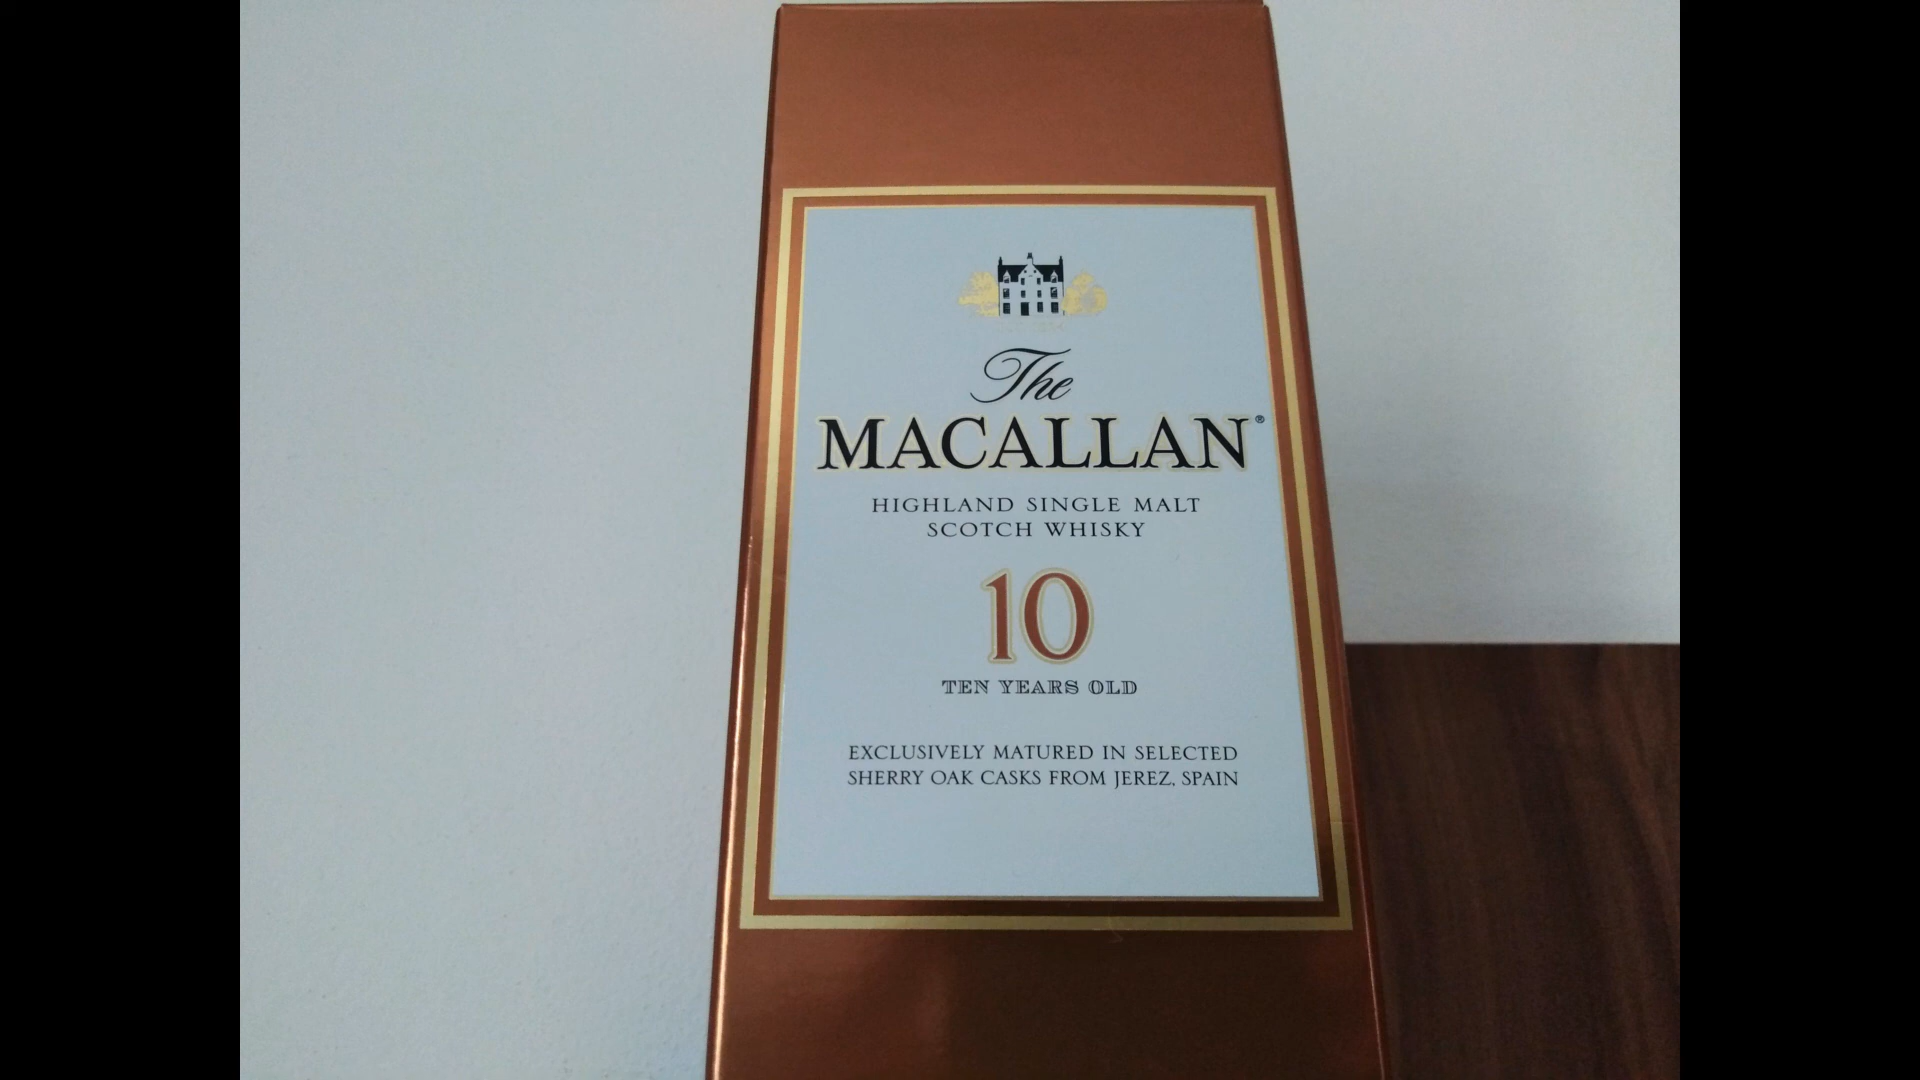 The
MACALLAN®
HIGHLAND SINGLE MALT
SCOTCH WHISKY
10
TEN YEARS OLD
EXCLUSIVELY MATURED IN SELECTED
SHERRY OAK CASKS FROM JEREZ, SPAIN